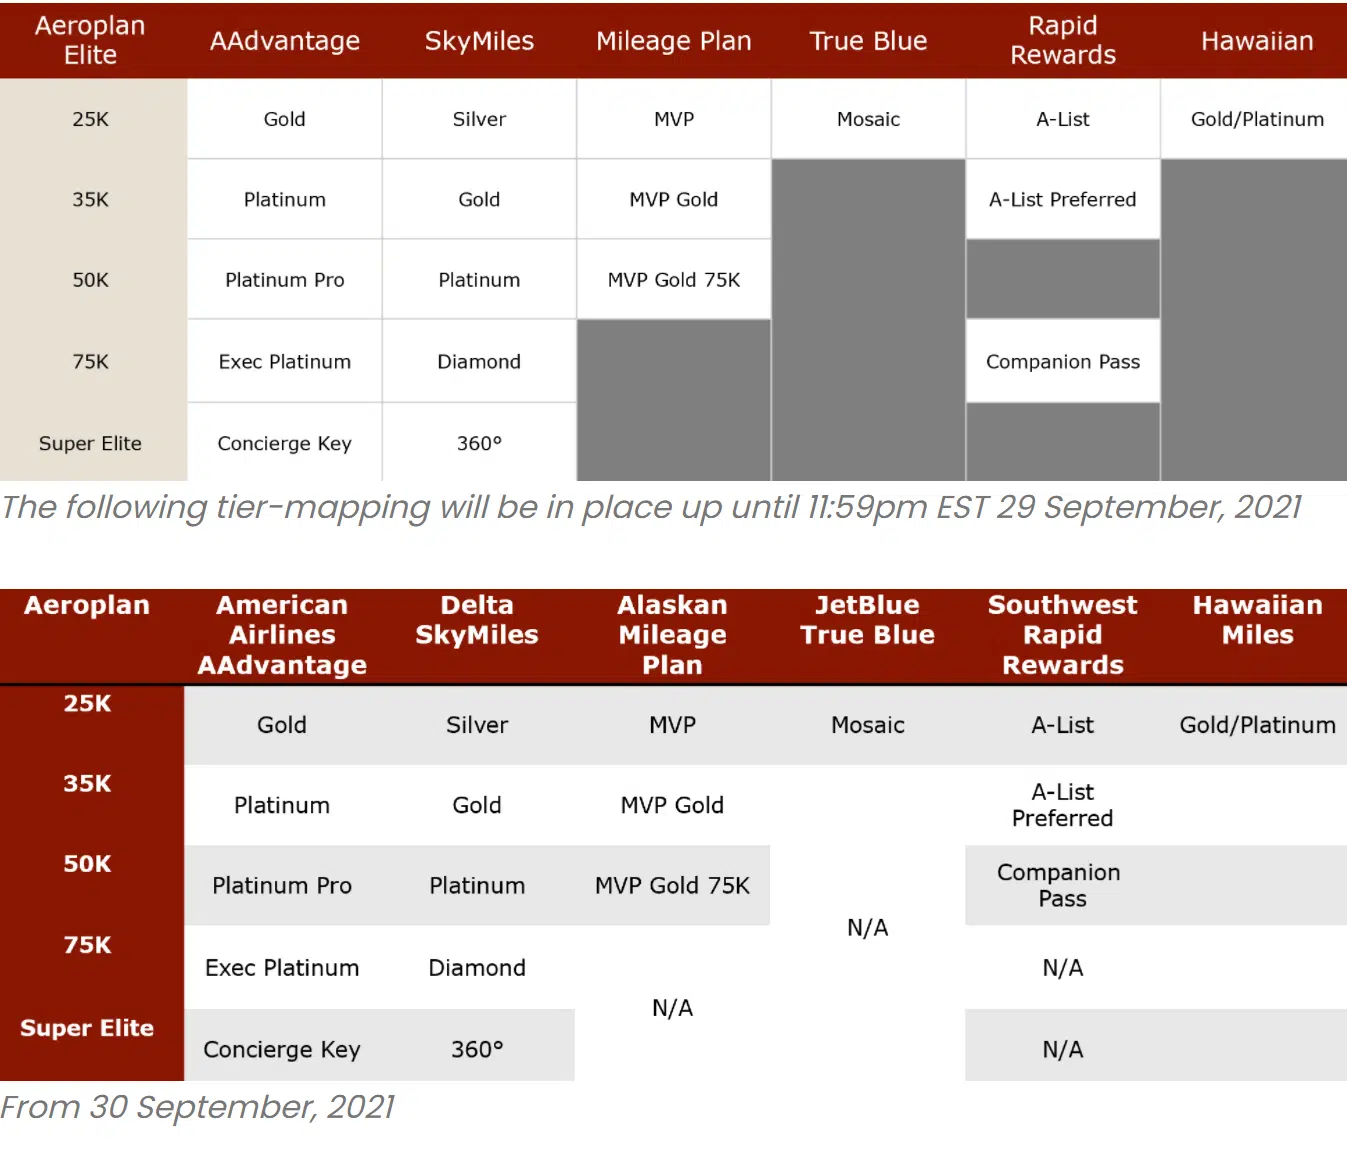 Aeroplan Elite AAdvantage SkyMiles Mileage Plan True Blue Rapid Rewards Hawaiian
25K Gold Silver MVP Mosaic A-List Gold/Platinum
35K Platinum Gold MVP Gold A-List Preferred
50K Platinum Pro Platinum MVP Gold 75K
75K Exec Platinum Diamond Companion Pass
Super Elite Concierge Key 360°
The following tier-mapping will be in place up until 11:59pm EST 29 September, 2021
Aeroplan American Airlines AAdvantage Delta SkyMiles Alaskan Mileage Plan JetBlue True Blue Southwest Rapid Rewards Hawaiian Miles
25K Gold Silver MVP Mosaic A-List Gold/Platinum
35K Platinum Gold MVP Gold A-List Preferred
50K Platinum Pro Platinum MVP Gold 75K Companion Pass
N/A
75K Exec Platinum Diamond N/A
N/A
Super Elite Concierge Key 360° N/A
From 30 September, 2021